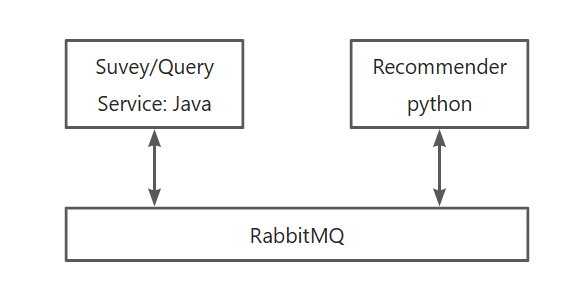 Suvey/Query
Service: Java
Recommender
python
RabbitMQ